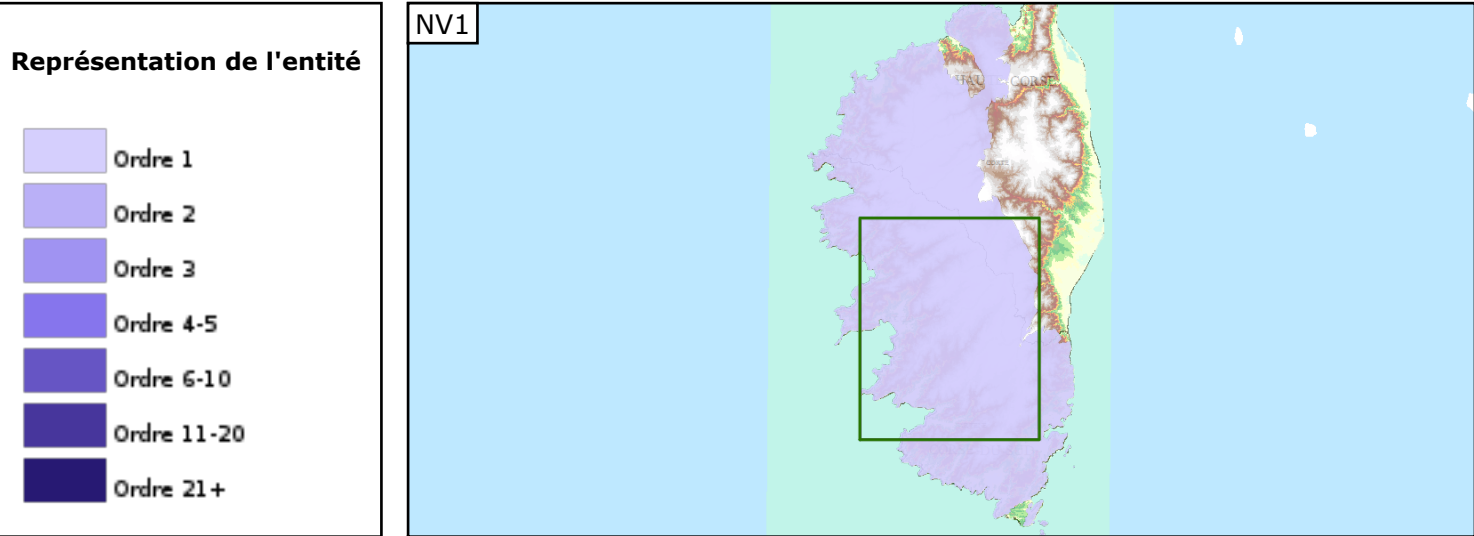 Représentation de l'entité
Ordre 1
Ordre 2
Ordre 3
Ordre 4-5
Ordre 6-10
Ordre 11-20
Ordre 21+
NV1
HAU CORSE